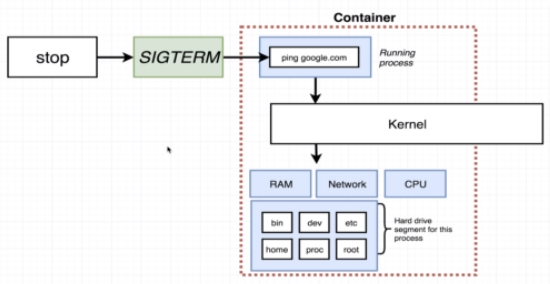 Container
stop
SIGTERM
ping google.com
Running
process
Kernel
RAM
Network
CPU
bin
dev
etc
home
proc
root
Hard drive
segment for this
process